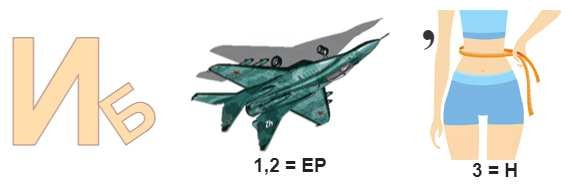 И Б ,
1,2 = ЕР
3 = Н